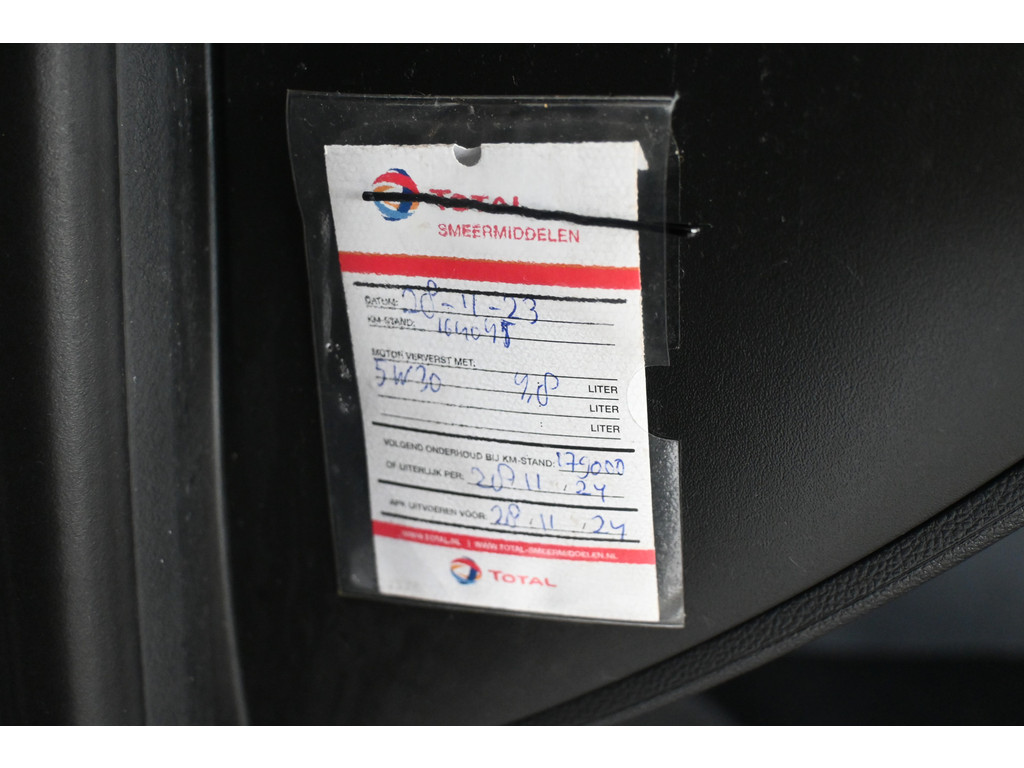 TOTAL
SMEERMIDDELEN
DATUM: 28-11-23
KM-STAND:
MOTOR VERVERST MET:
5W30 9,8 LITER
LITER
LITER
VOLGEND ONDERHOUD BIJ KM-STAND: 179000
OF UITERLIJK PER: 28.11.24
APK UITVOEREN VOOR: 28.11.24
WWW.TOTAL.NL | WWW.TOTAL-SMEERMIDDELEN.NL
TOTAL